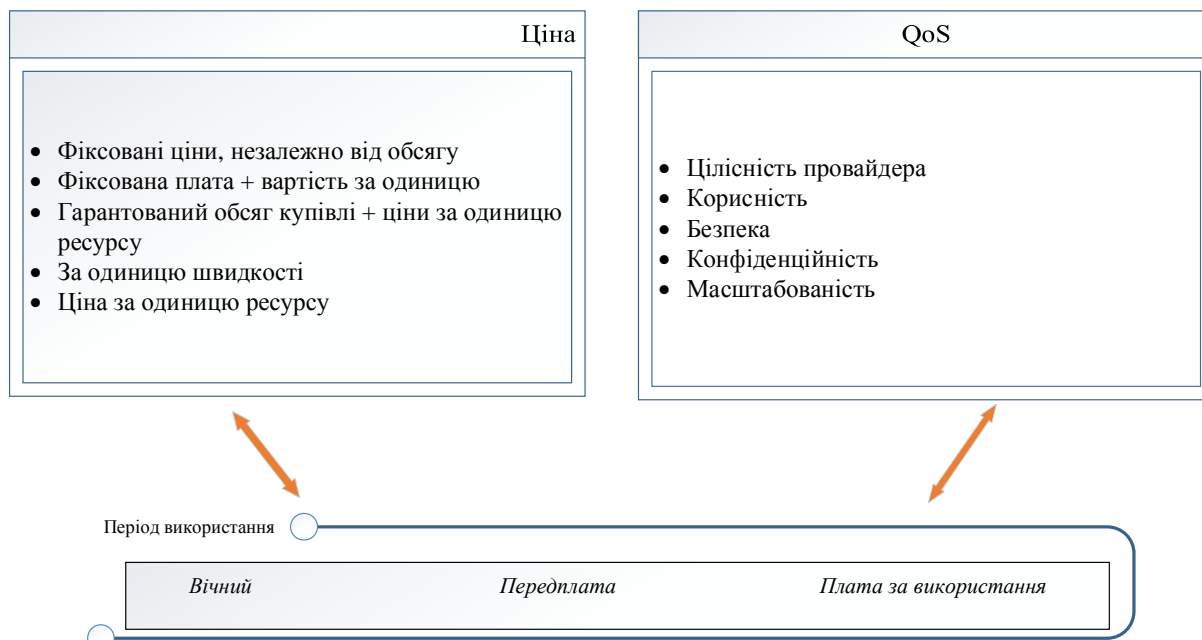 Ціна
• Фіксовані ціни, незалежно від обсягу
• Фіксована плата + вартість за одиницю
• Гарантований обсяг купівлі + ціни за одиницю
ресурсу
• За одиницю швидкості
• Ціна за одиницю ресурсу
QoS
• Цілісність провайдера
• Корисність
• Безпека
• Конфіденційність
• Масштабованість
Період використання
Вічний Передплата Плата за використання